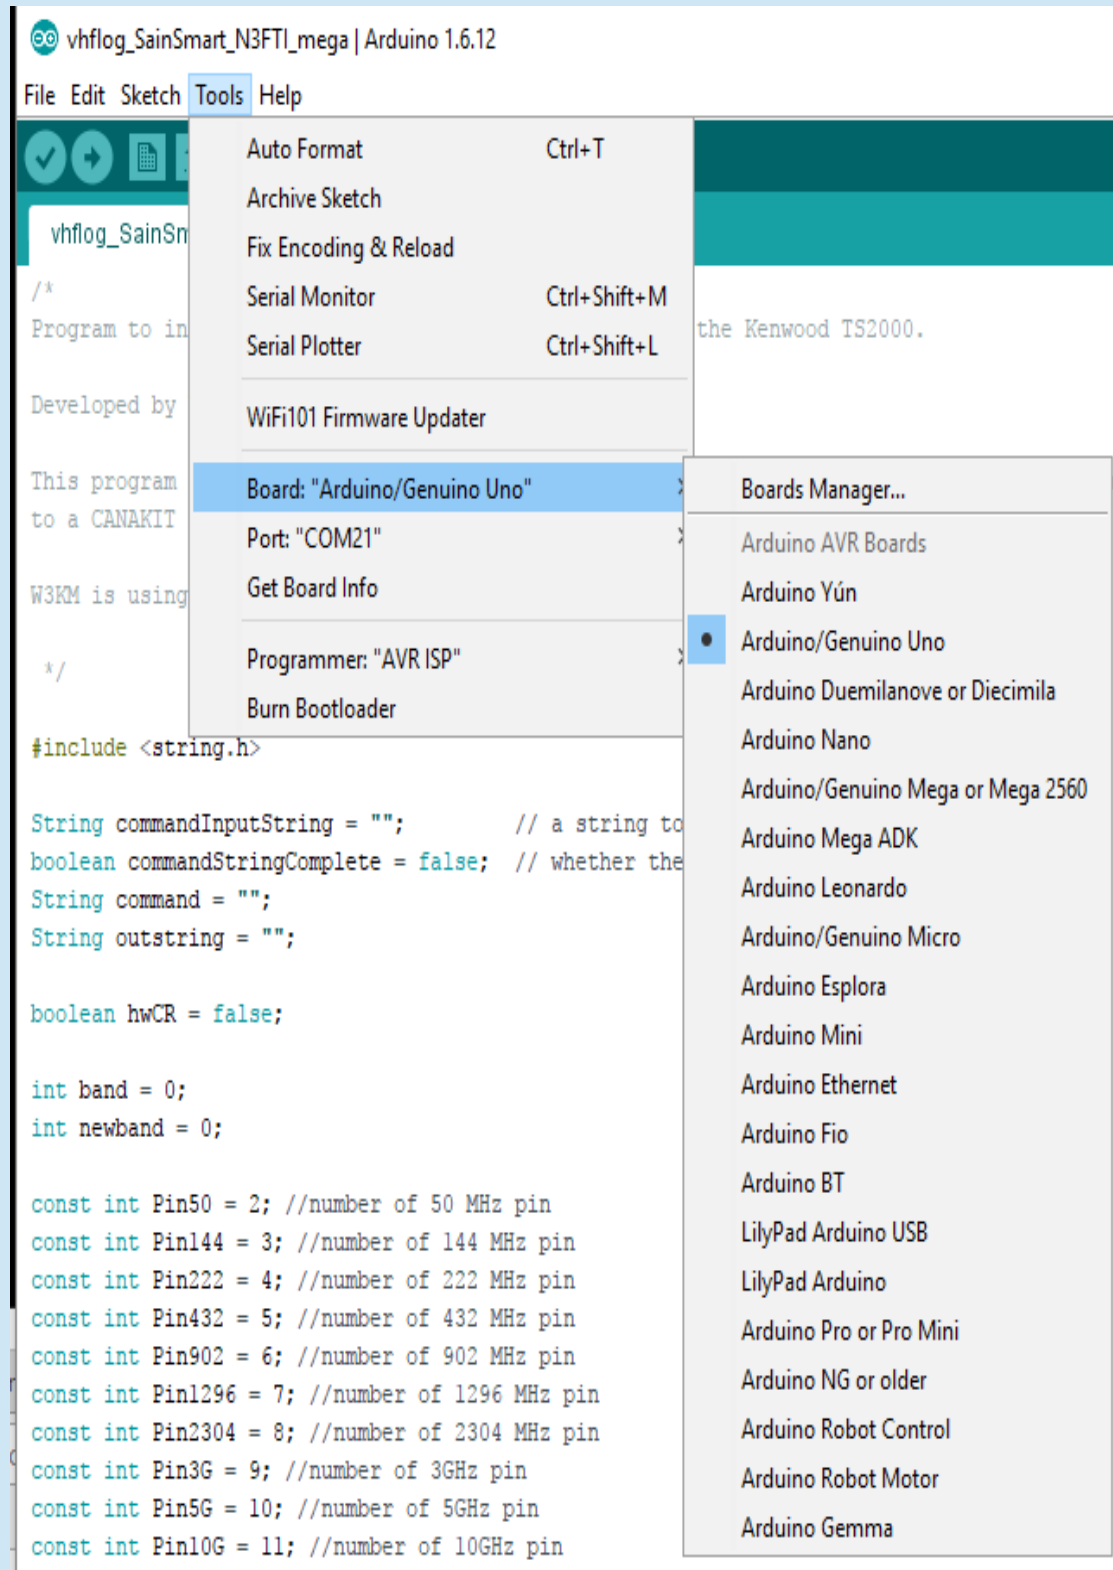 vhflog_SainSmart_N3FTI_mega | Arduino 1.6.12
File Edit Sketch Tools Help
Auto Format Ctrl+T
Archive Sketch
Fix Encoding & Reload
Serial Monitor Ctrl+Shift+M
Serial Plotter Ctrl+Shift+L
WiFi101 Firmware Updater
Board: "Arduino/Genuino Uno"
Port: "COM21"
Get Board Info
Programmer: "AVR ISP"
Burn Bootloader
Boards Manager...
Arduino AVR Boards
Arduino Yún
Arduino/Genuino Uno
Arduino Duemilanove or Diecimila
Arduino Nano
Arduino/Genuino Mega or Mega 2560
Arduino Mega ADK
Arduino Leonardo
Arduino/Genuino Micro
Arduino Esplora
Arduino Mini
Arduino Ethernet
Arduino Fio
Arduino BT
LilyPad Arduino USB
LilyPad Arduino
Arduino Pro or Pro Mini
Arduino NG or older
Arduino Robot Control
Arduino Robot Motor
Arduino Gemma
vhflog_SainSm
/*
Program to in the Kenwood TS2000.
Developed by
This program
to a CANAKIT
W3KM is using
*/
#include <string.h>
String commandInputString = ""; // a string to
boolean commandStringComplete = false; // whether the
String command = "";
String outstring = "";
boolean hwCR = false;
int band = 0;
int newband = 0;
const int Pin50 = 2; //number of 50 MHz pin
const int Pin144 = 3; //number of 144 MHz pin
const int Pin222 = 4; //number of 222 MHz pin
const int Pin432 = 5; //number of 432 MHz pin
const int Pin902 = 6; //number of 902 MHz pin
const int Pin1296 = 7; //number of 1296 MHz pin
const int Pin2304 = 8; //number of 2304 MHz pin
const int Pin3G = 9; //number of 3GHz pin
const int Pin5G = 10; //number of 5GHz pin
const int Pin10G = 11; //number of 10GHz pin